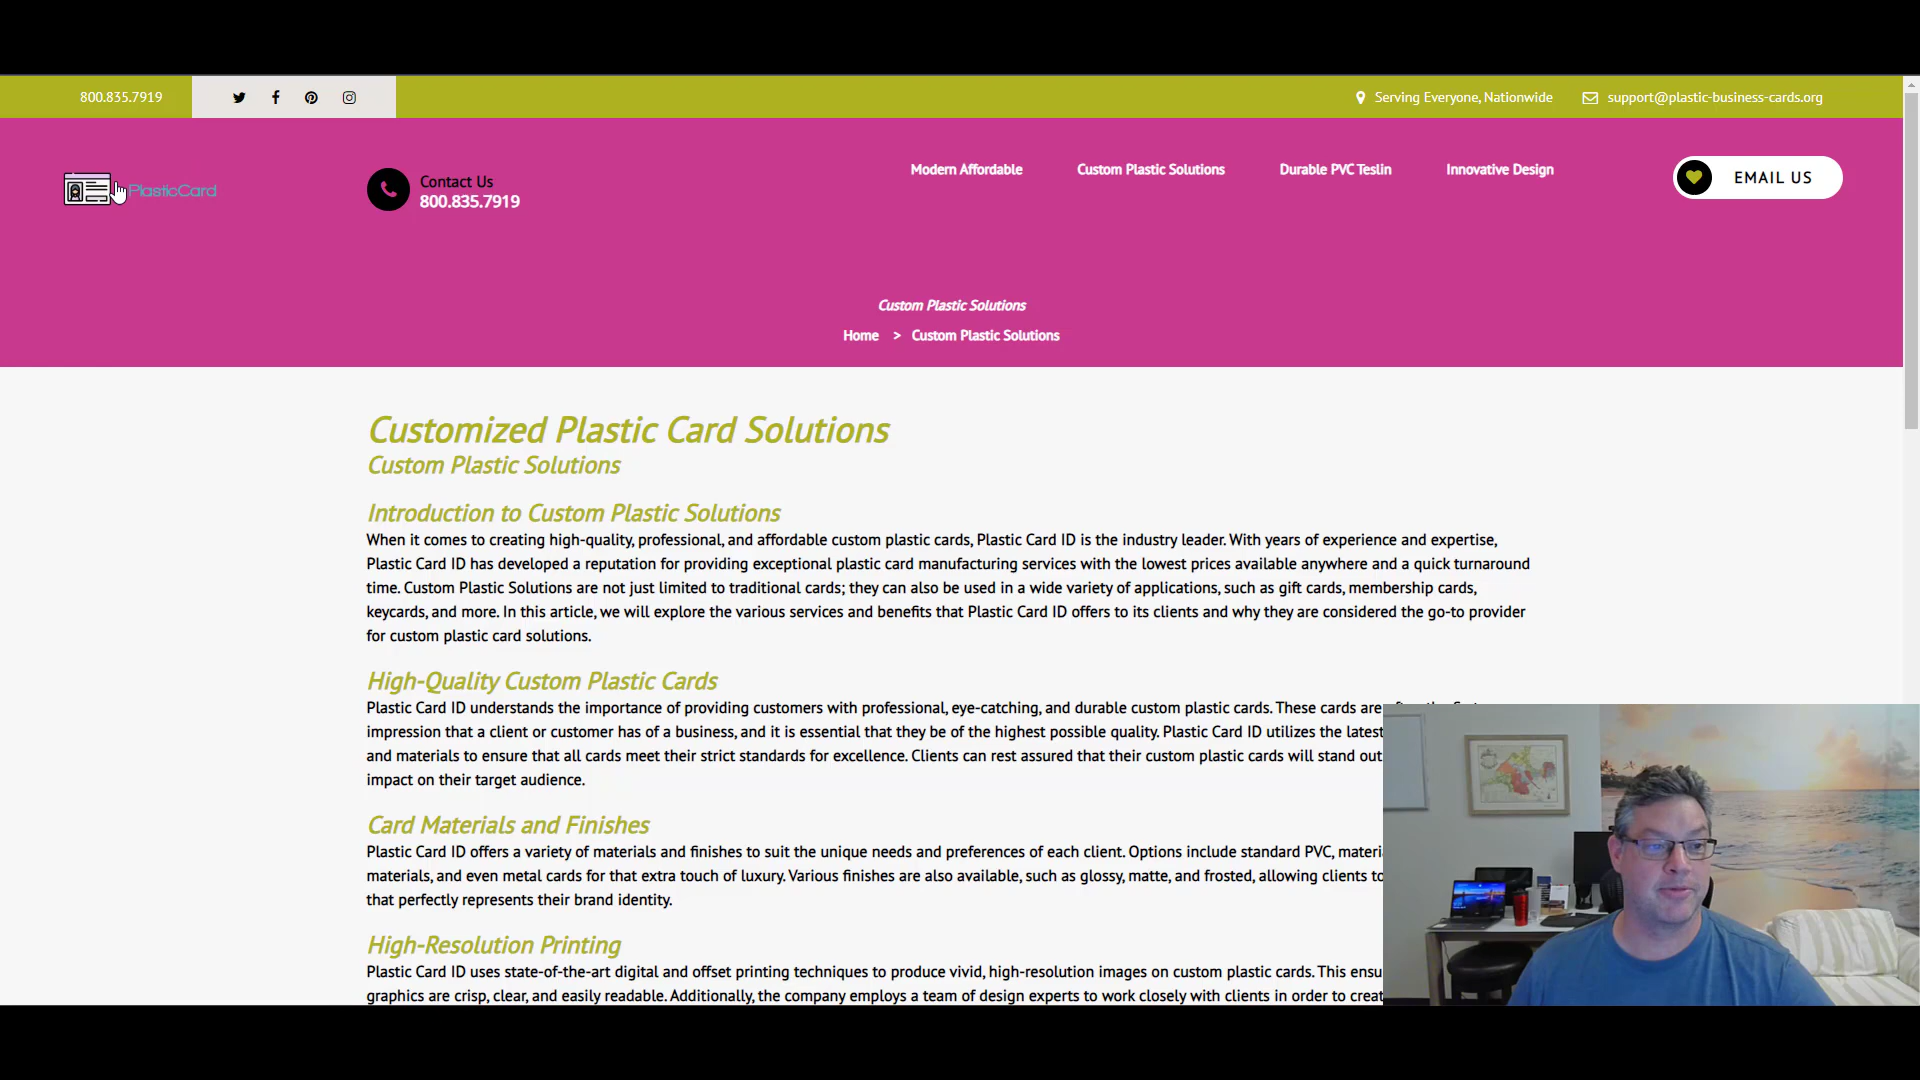 800.835.7919
Serving Everyone, Nationwide
support@plastic-business-cards.org
PlasticCard
Contact Us
800.835.7919
Modern Affordable
Custom Plastic Solutions
Durable PVC Teslin
Innovative Design
EMAIL US
Custom Plastic Solutions
Home > Custom Plastic Solutions
Customized Plastic Card Solutions
Custom Plastic Solutions
Introduction to Custom Plastic Solutions
When it comes to creating high-quality, professional, and affordable custom plastic cards, Plastic Card ID is the industry leader. With years of experience and expertise,
Plastic Card ID has developed a reputation for providing exceptional plastic card manufacturing services with the lowest prices available anywhere and a quick turnaround
time. Custom Plastic Solutions are not just limited to traditional cards; they can also be used in a wide variety of applications, such as gift cards, membership cards,
keycards, and more. In this article, we will explore the various services and benefits that Plastic Card ID offers to its clients and why they are considered the go-to provider
for custom plastic card solutions.
High-Quality Custom Plastic Cards
Plastic Card ID understands the importance of providing customers with professional, eye-catching, and durable custom plastic cards. These cards are
impression that a client or customer has of a business, and it is essential that they be of the highest possible quality. Plastic Card ID utilizes the latest
and materials to ensure that all cards meet their strict standards for excellence. Clients can rest assured that their custom plastic cards will stand out
impact on their target audience.
Card Materials and Finishes
Plastic Card ID offers a variety of materials and finishes to suit the unique needs and preferences of each client. Options include standard PVC,
materials, and even metal cards for that extra touch of luxury. Various finishes are also available, such as glossy, matte, and frosted, allowing clients to
that perfectly represents their brand identity.
High-Resolution Printing
Plastic Card ID uses state-of-the-art digital and offset printing techniques to produce vivid, high-resolution images on custom plastic cards. This
graphics are crisp, clear, and easily readable. Additionally, the company employs a team of design experts to work closely with clients in order to